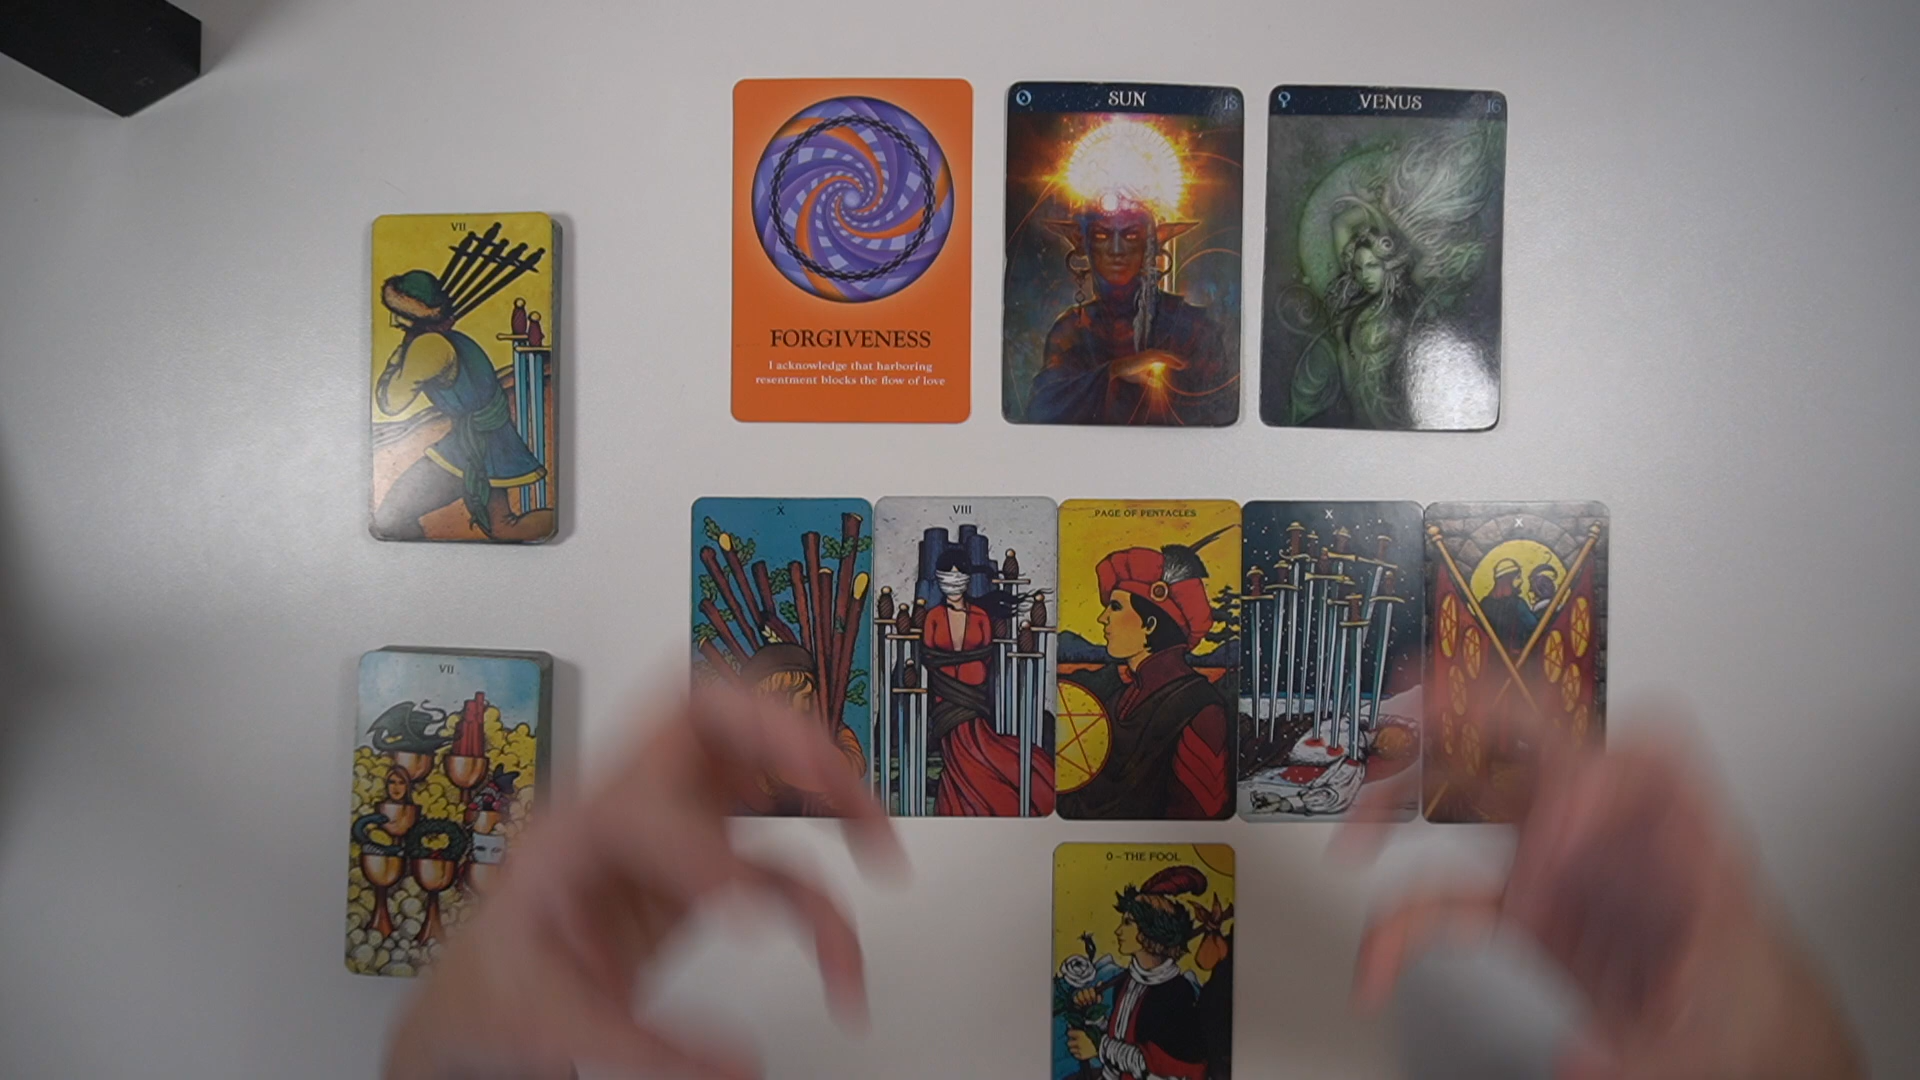 SUN
18
VENUS
16
VII
FORGIVENESS
I acknowledge that harboring
resentment blocks the flow of love
X
VIII
PAGE OF PENTACLES
X
X
VII
0 – THE FOOL